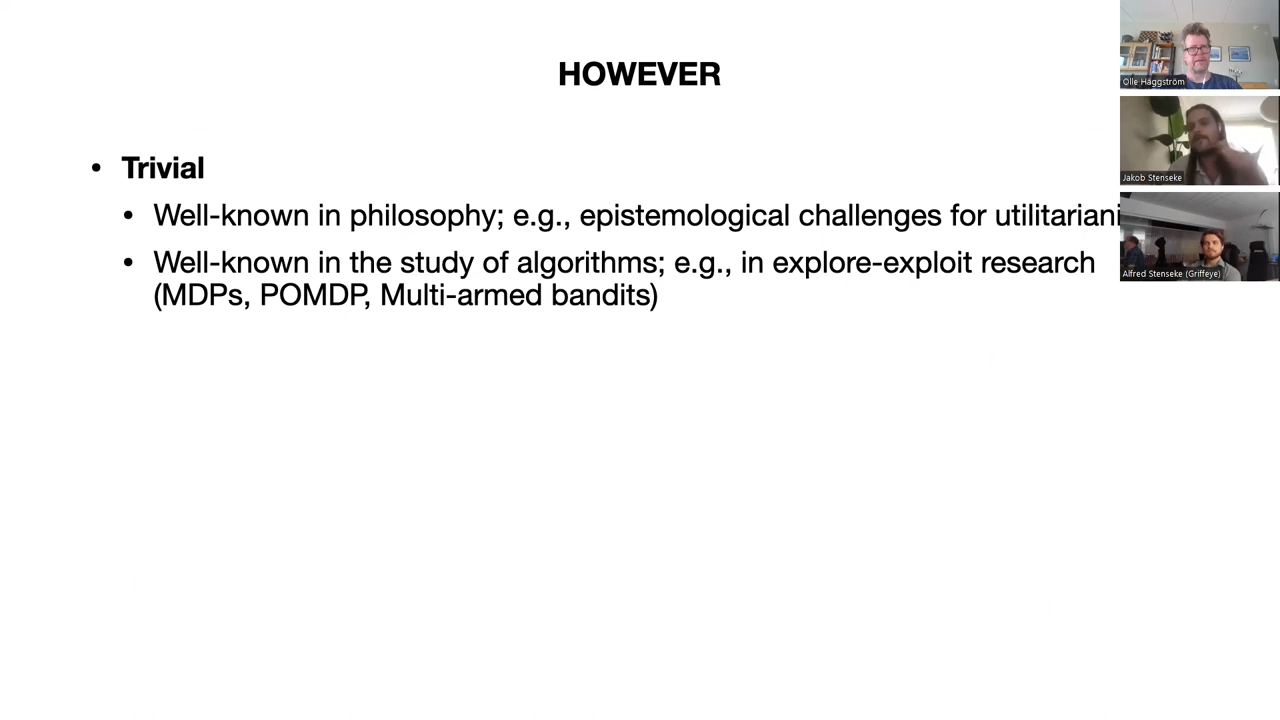 HOWEVER
• Trivial
• Well-known in philosophy; e.g., epistemological challenges for utilitariani
• Well-known in the study of algorithms; e.g., in explore-exploit research
(MDPs, POMDP, Multi-armed bandits)
Olle Häggström
Jakob Stenseke
Alfred Stenseke (Griffeye)